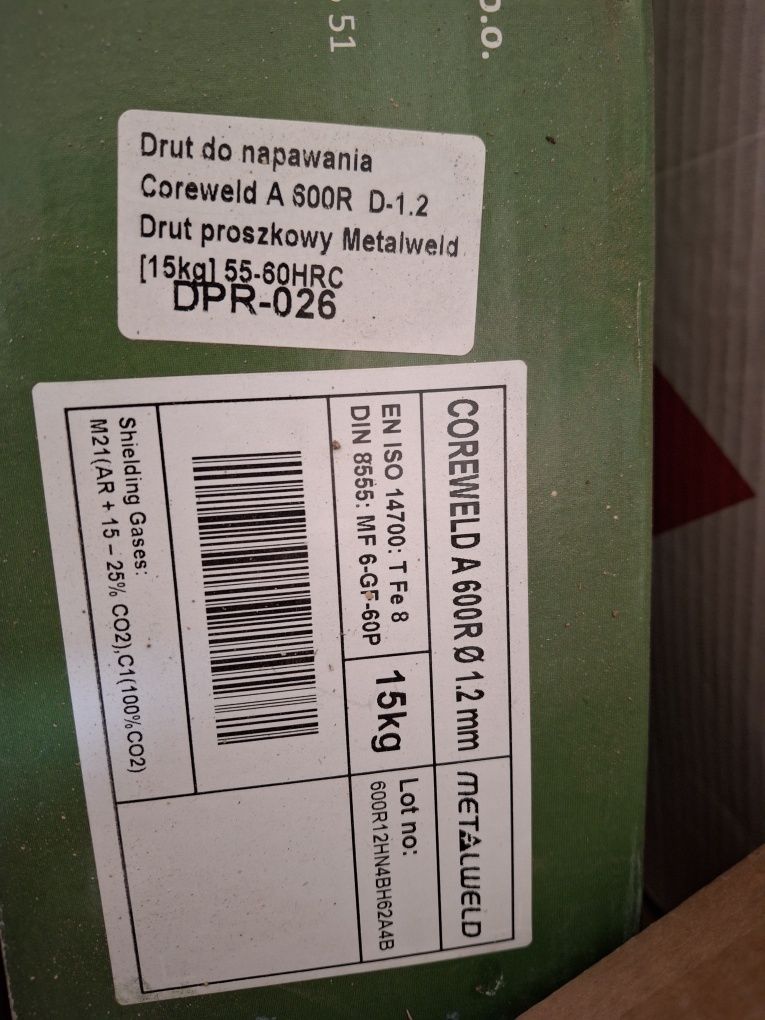 o.o.
51
Drut do napawania
Coreweld A 600R D-1.2
Drut proszkowy Metalweld
[15kg] 55-60HRC
DPR-026
COREWELD A 600R Ø 1.2 mm
METALWELD
EN ISO 14700: T Fe 8
DIN 8555: MF 6-GF-60P
15kg
Lot no:
600R12HN4BH62A4B
Shielding Gases:
M21(AR + 15 – 25% CO2),C1(100%CO2)